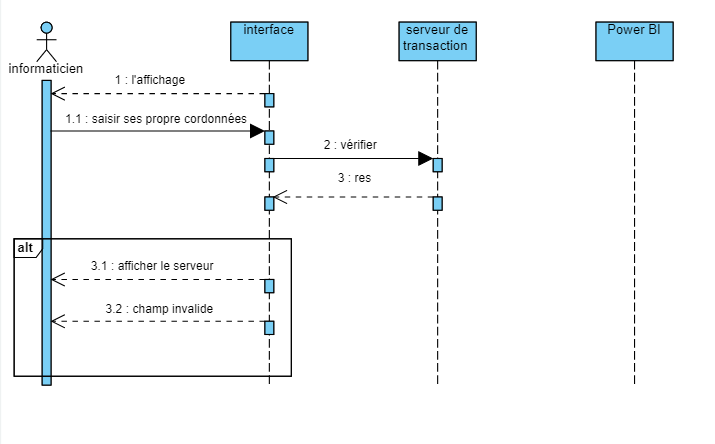 interface
serveur de
transaction
Power BI
informaticien
1 : l'affichage
1.1 : saisir ses propre cordonnées
2 : vérifier
3 : res
alt
3.1 : afficher le serveur
3.2 : champ invalide